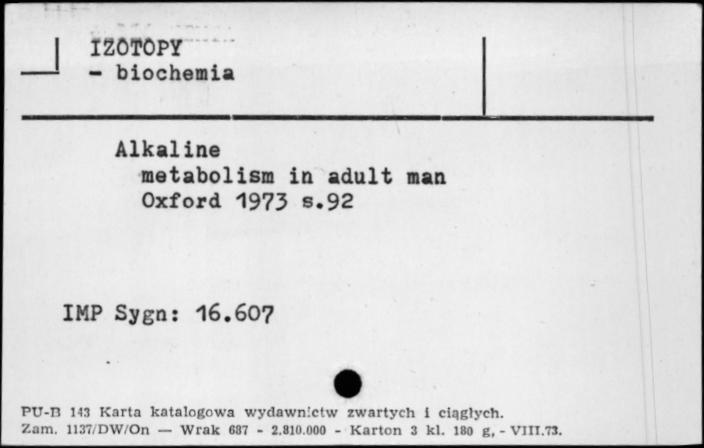 IZOTOPY
- biochemia
Alkaline
metabolism in adult man
Oxford 1973 s.92
IMP Sygn: 16.607
PU-B 143 Karta katalogowa wydawnictw zwartych i ciągłych.
Zam. 1137/DW/On — Wrak 687 - 2.810.000 - Karton 3 kl. 180 g, - VIII.73.